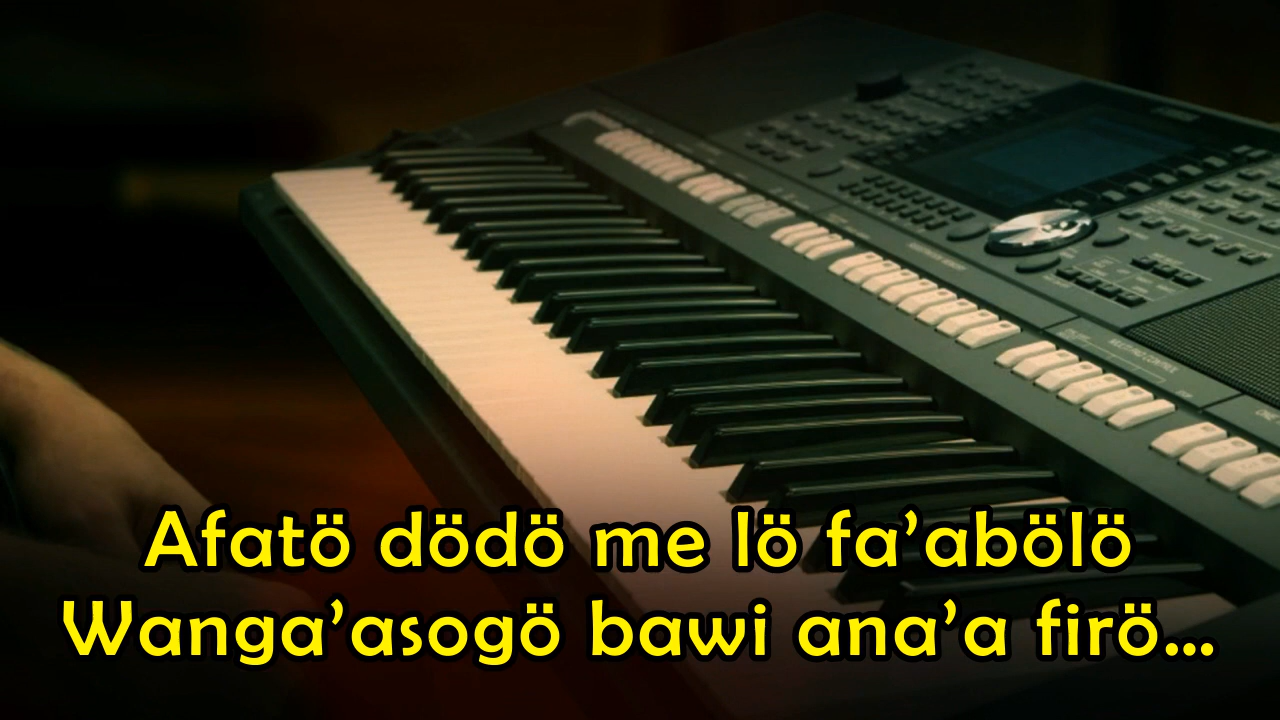 Afatö dödö me lö fa’abölö
Wanga’asogö bawi ana’a firö...